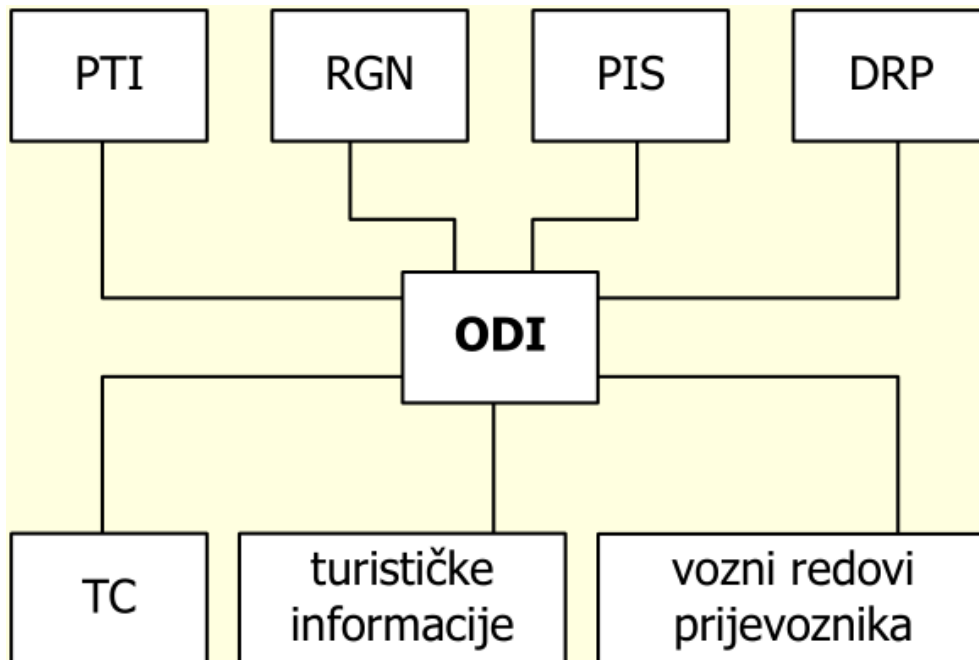 PTI
RGN
PIS
DRP
ODI
TC
turističke
informacije
vozni redovi
prijevoznika